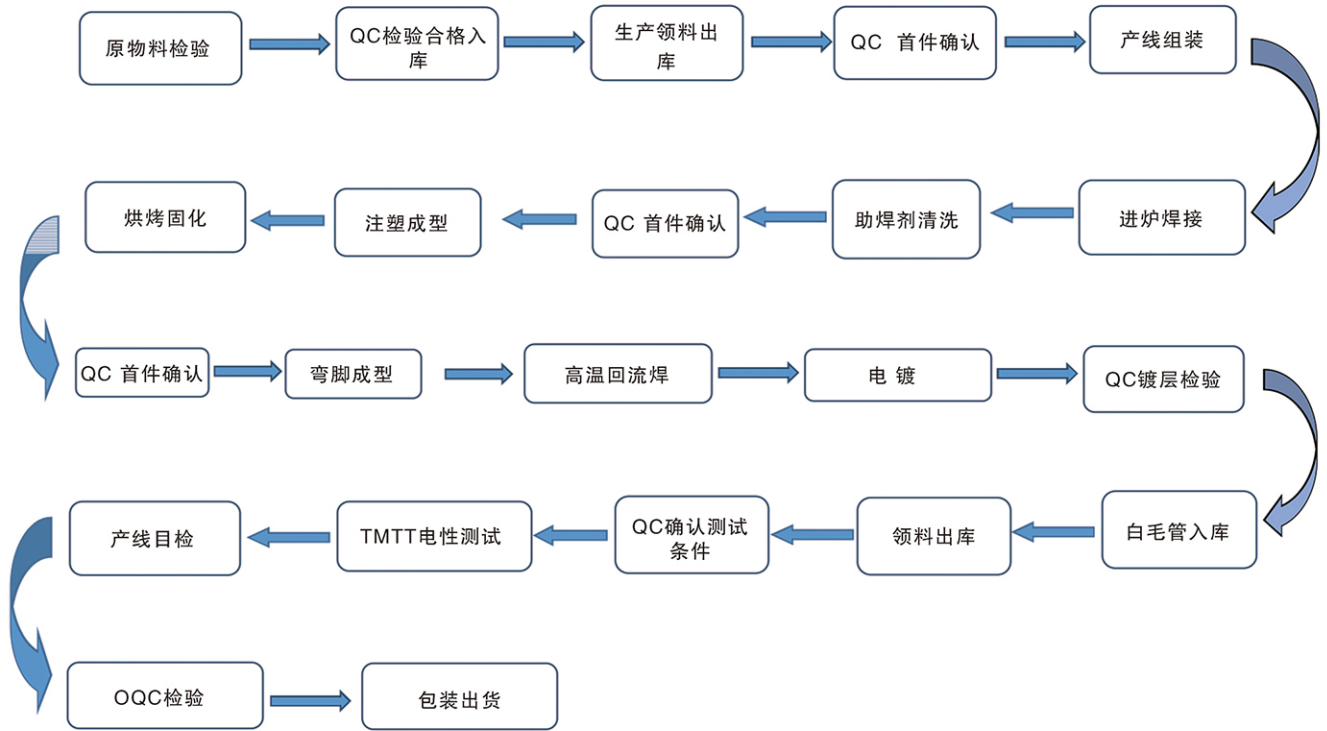 原物料检验
QC检验合格入
库
生产领料出
库
QC 首件确认
产线组装
进炉焊接
助焊剂清洗
QC 首件确认
注塑成型
烘烤固化
QC 首件确认
弯脚成型
高温回流焊
电 镀
QC镀层检验
白毛管入库
领料出库
QC确认测试
条件
TMTT电性测试
产线目检
OQC检验
包装出货